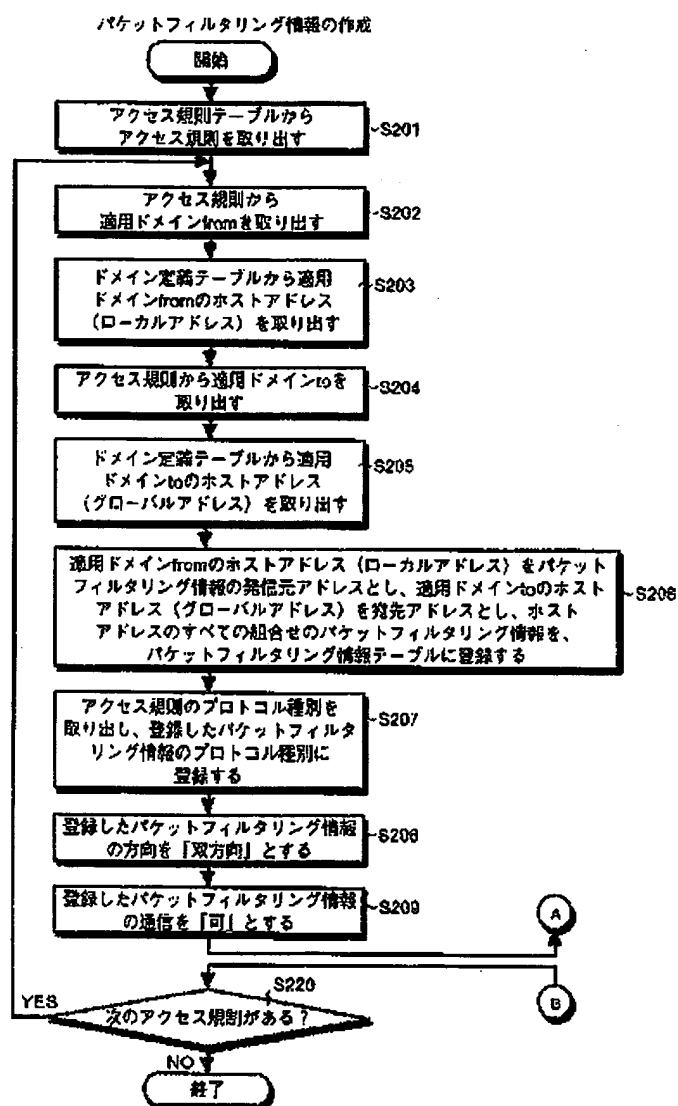 パケットフィルタリング情報の作成
開始
アクセス規則テーブルから
アクセス規則を取り出す
S201
アクセス規則から
適用ドメインfromを取り出す
S202
ドメイン定義テーブルから適用
ドメインfromのホストアドレス
(ローカルアドレス)を取り出す
S203
アクセス規則から適用ドメインtoを
取り出す
S204
ドメイン定義テーブルから適用
ドメインtoのホストアドレス
(グローバルアドレス)を取り出す
S205
適用ドメインfromのホストアドレス(ローカルアドレス)をパケット
フィルタリング情報の発信元アドレスとし、適用ドメインtoのホスト
アドレス(グローバルアドレス)を宛先アドレスとし、ホスト
アドレスのすべての組合せのパケットフィルタリング情報を、
パケットフィルタリング情報テーブルに登録する
S206
アクセス規則のプロトコル種別を
取り出し、登録したパケットフィルタ
リング情報のプロトコル種別に
登録する
S207
登録したパケットフィルタリング情報
の方向を「双方向」とする
S208
登録したパケットフィルタリング情報
の通信を「可」とする
S209
A
B
S220
YES
次のアクセス規則がある?
NO
終了